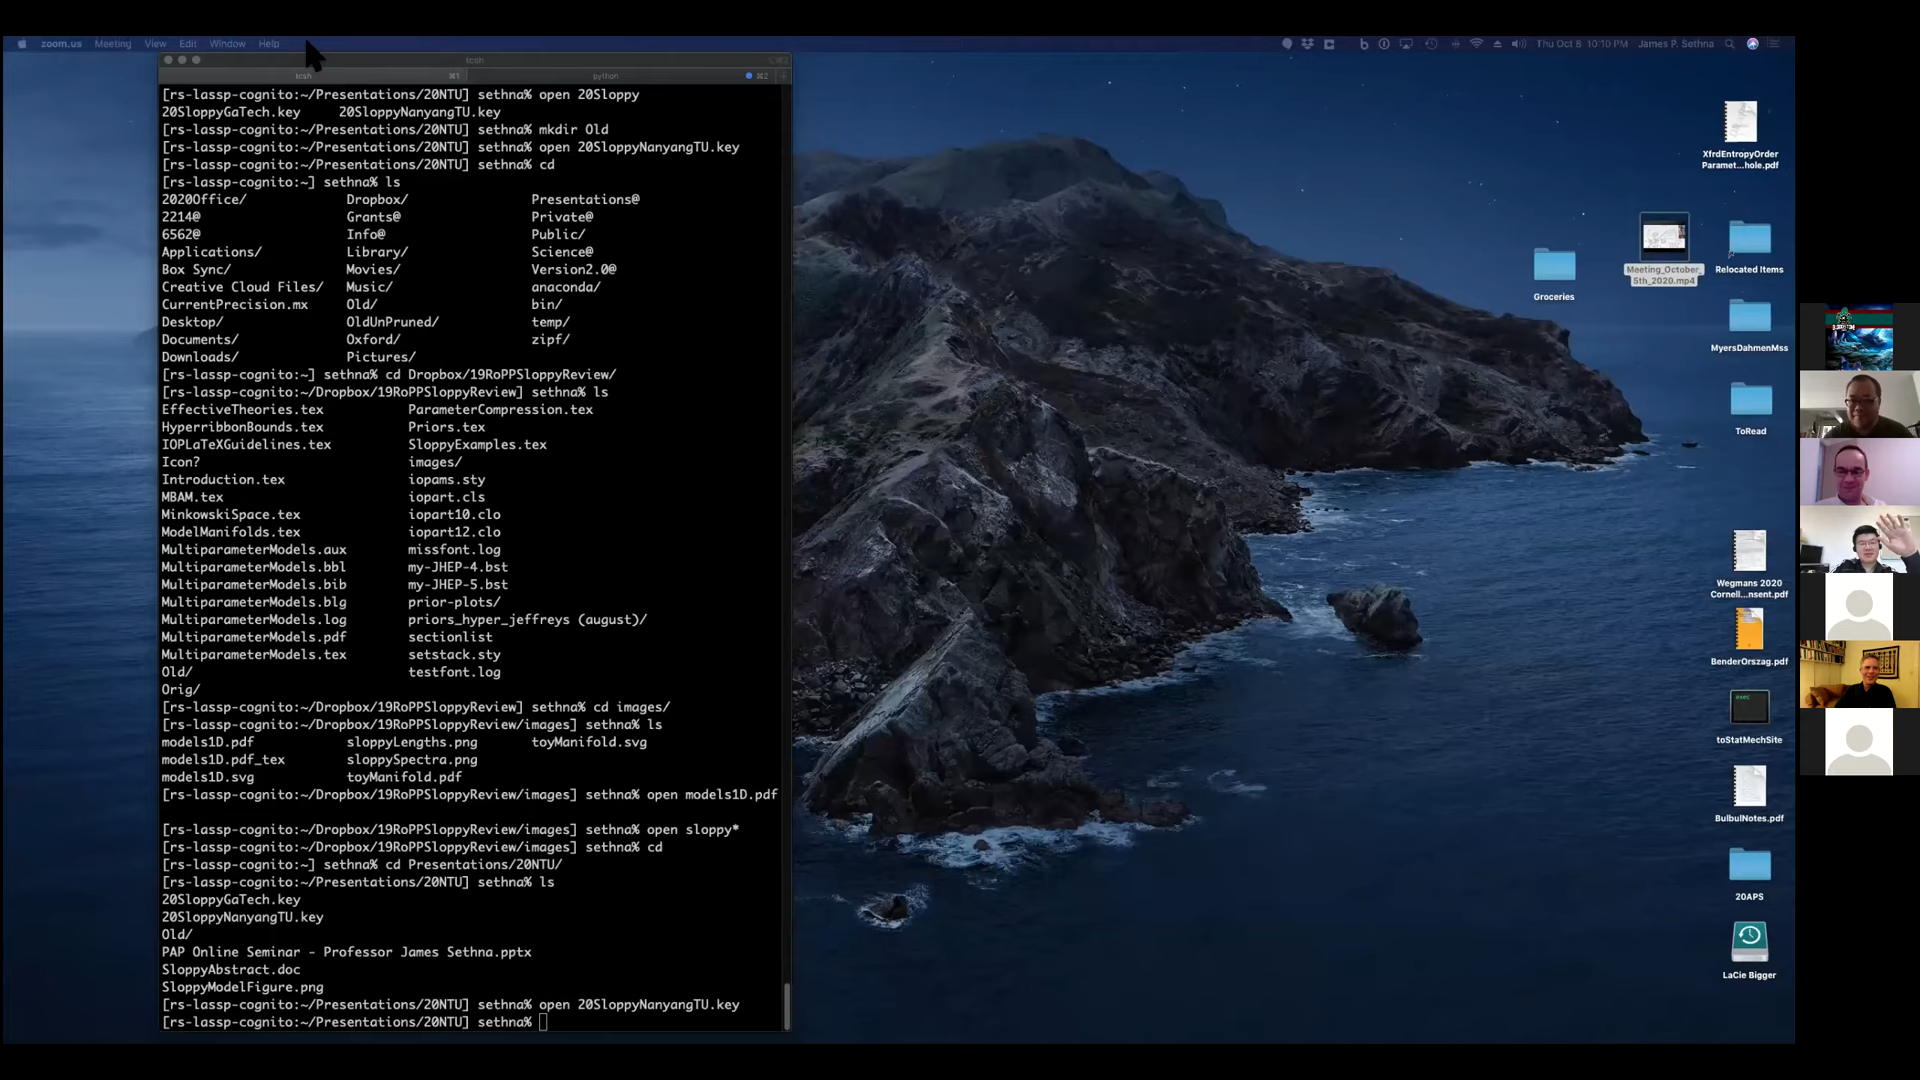 zoom.us Meeting View Edit Window Help
Thu Oct 8 10:10 PM James P. Sethna
tcsh
tcsh ⌘1 python ⌘2
[rs-lassp-cognito:~/Presentations/20NTU] sethna% open 20Sloppy
20SloppyGaTech.key 20SloppyNanyangTU.key
[rs-lassp-cognito:~/Presentations/20NTU] sethna% mkdir Old
[rs-lassp-cognito:~/Presentations/20NTU] sethna% open 20SloppyNanyangTU.key
[rs-lassp-cognito:~/Presentations/20NTU] sethna% cd
[rs-lassp-cognito:~] sethna% ls
2020Office/ Dropbox/ Presentations@
2214@ Grants@ Private@
6562@ Info@ Public/
Applications/ Library/ Science@
Box Sync/ Movies/ Version2.0@
Creative Cloud Files/ Music/ anaconda/
CurrentPrecision.mx Old/ bin/
Desktop/ OldUnPruned/ temp/
Documents/ Oxford/ zipf/
Downloads/ Pictures/
[rs-lassp-cognito:~] sethna% cd Dropbox/19RoPPSloppyReview/
[rs-lassp-cognito:~/Dropbox/19RoPPSloppyReview] sethna% ls
EffectiveTheories.tex ParameterCompression.tex
HyperribbonBounds.tex Priors.tex
IOPLaTeXGuidelines.tex SloppyExamples.tex
Icon? images/
Introduction.tex iopams.sty
MBAM.tex iopart.cls
MinkowskiSpace.tex iopart10.clo
ModelManifolds.tex iopart12.clo
MultiparameterModels.aux missfont.log
MultiparameterModels.bbl my-JHEP-4.bst
MultiparameterModels.bib my-JHEP-5.bst
MultiparameterModels.blg prior-plots/
MultiparameterModels.log priors_hyper_jeffreys (august)/
MultiparameterModels.pdf sectionlist
MultiparameterModels.tex setstack.sty
Old/ testfont.log
Orig/
[rs-lassp-cognito:~/Dropbox/19RoPPSloppyReview] sethna% cd images/
[rs-lassp-cognito:~/Dropbox/19RoPPSloppyReview/images] sethna% ls
models1D.pdf sloppyLengths.png toyManifold.svg
models1D.pdf_tex sloppySpectra.png
models1D.svg toyManifold.pdf
[rs-lassp-cognito:~/Dropbox/19RoPPSloppyReview/images] sethna% open models1D.pdf
[rs-lassp-cognito:~/Dropbox/19RoPPSloppyReview/images] sethna% open sloppy*
[rs-lassp-cognito:~/Dropbox/19RoPPSloppyReview/images] sethna% cd
[rs-lassp-cognito:~] sethna% cd Presentations/20NTU/
[rs-lassp-cognito:~/Presentations/20NTU] sethna% ls
20SloppyGaTech.key
20SloppyNanyangTU.key
Old/
PAP Online Seminar - Professor James Sethna.pptx
SloppyAbstract.doc
SloppyModelFigure.png
[rs-lassp-cognito:~/Presentations/20NTU] sethna% open 20SloppyNanyangTU.key
[rs-lassp-cognito:~/Presentations/20NTU] sethna%
XfrdEntropyOrder
Paramet...hole.pdf
Groceries
Meeting_October_
5th_2020.mp4
Relocated Items
MyersDahmenMss
ToRead
Wegmans 2020
Cornell...nsent.pdf
BenderOrszag.pdf
exec
toStatMechSite
BulbulNotes.pdf
20APS
LaCie Bigger